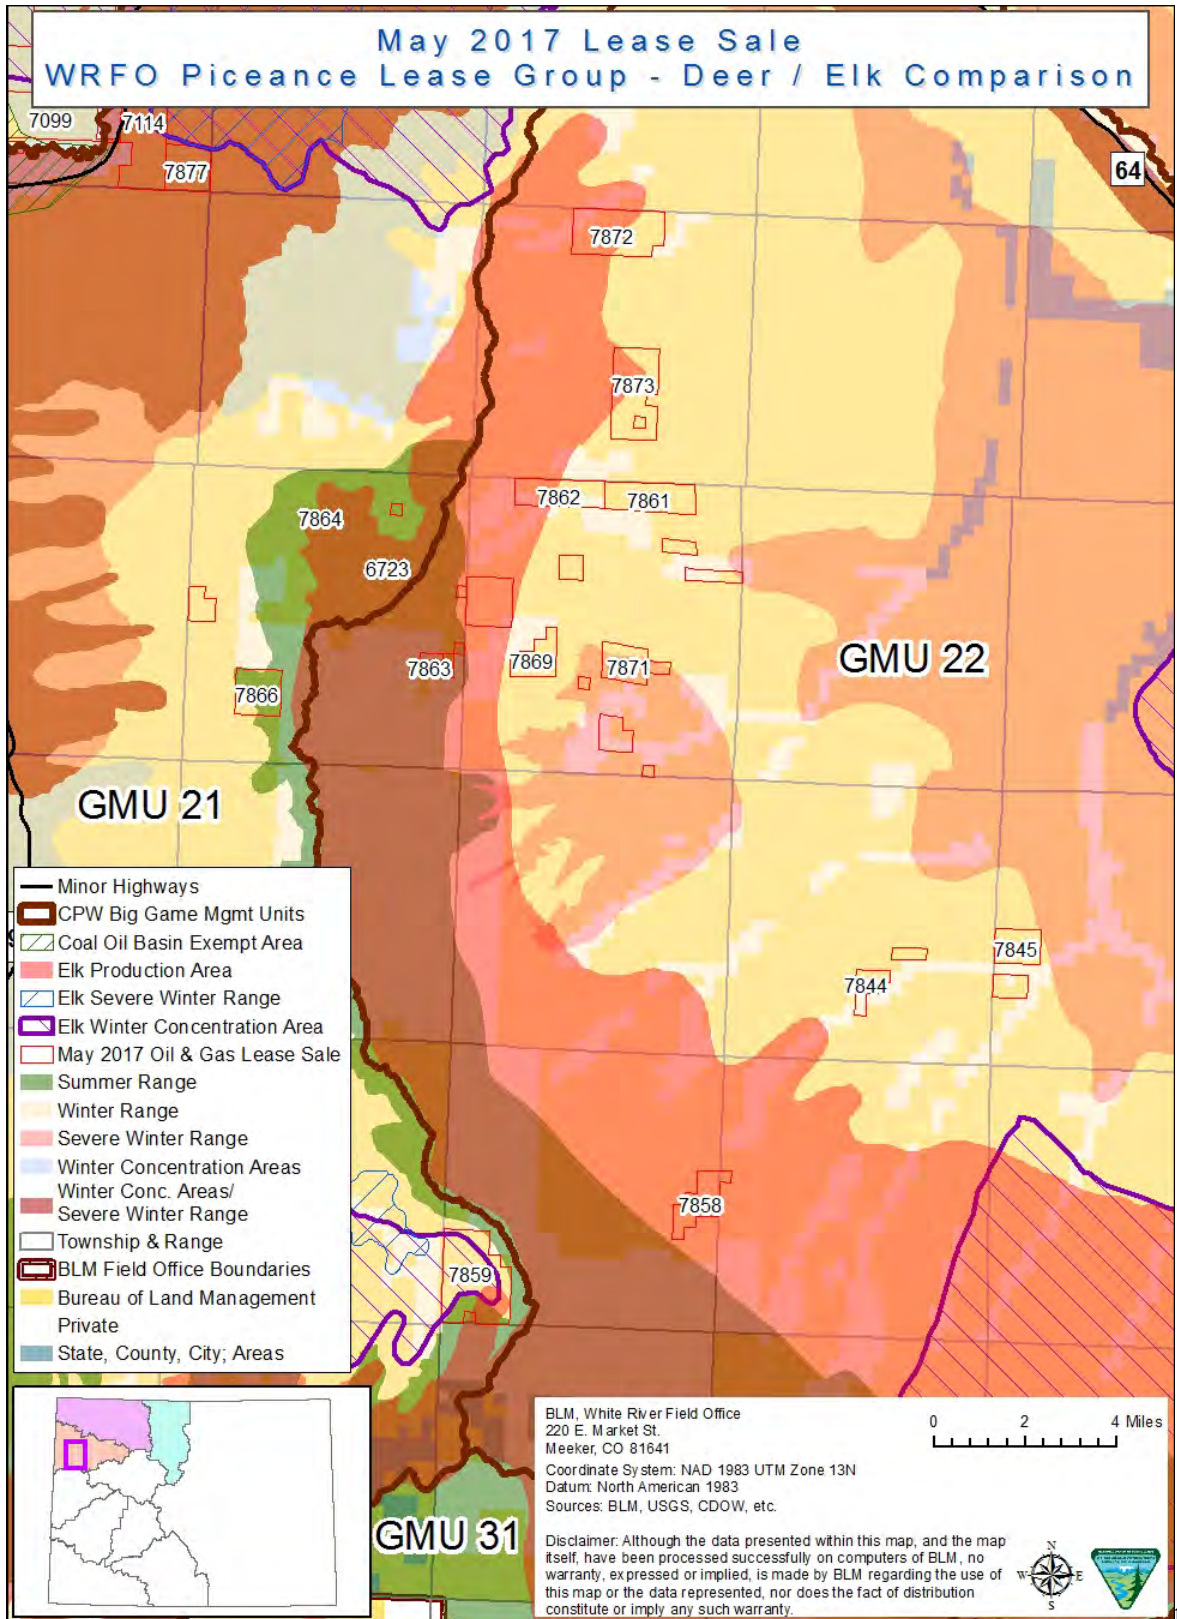 May 2017 Lease Sale
WRFO Piceance Lease Group - Deer / Elk Comparison
7099
7114
7877
64
7872
7873
7862
7861
7864
6723
7863
7869
7871
GMU 22
7866
GMU 21
7845
7844
7858
7859
GMU 31
Minor Highways
CPW Big Game Mgmt Units
Coal Oil Basin Exempt Area
Elk Production Area
Elk Severe Winter Range
Elk Winter Concentration Area
May 2017 Oil & Gas Lease Sale
Summer Range
Winter Range
Severe Winter Range
Winter Concentration Areas
Winter Conc. Areas/
Severe Winter Range
Township & Range
BLM Field Office Boundaries
Bureau of Land Management
Private
State, County, City; Areas
BLM, White River Field Office
220 E. Market St.
Meeker, CO 81641
Coordinate System: NAD 1983 UTM Zone 13N
Datum: North American 1983
Sources: BLM, USGS, CDOW, etc.
0 2 4 Miles
Disclaimer: Although the data presented within this map, and the map
itself, have been processed successfully on computers of BLM, no
warranty, expressed or implied, is made by BLM regarding the use of
this map or the data represented, nor does the fact of distribution
constitute or imply any such warranty.
N
W E
S